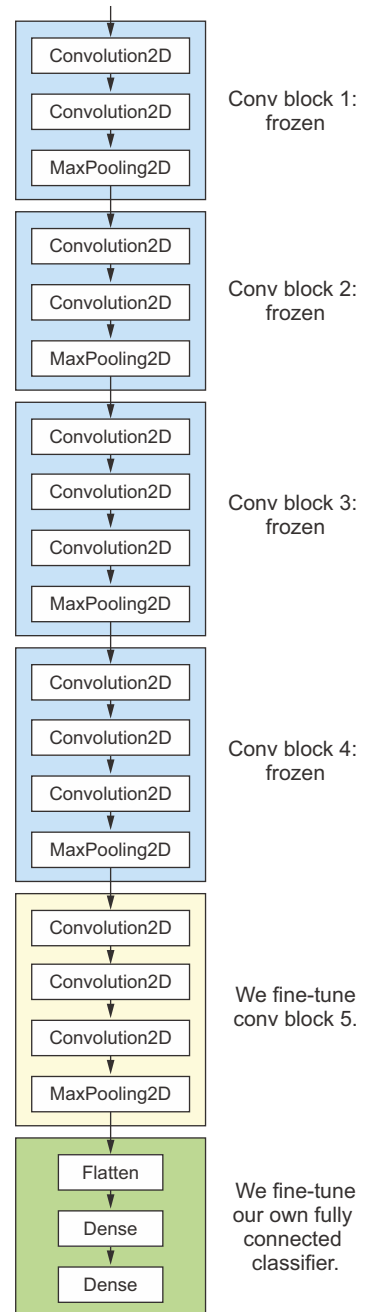 Convolution2D
Convolution2D
MaxPooling2D
Conv block 1:
frozen
Convolution2D
Convolution2D
MaxPooling2D
Conv block 2:
frozen
Convolution2D
Convolution2D
Convolution2D
MaxPooling2D
Conv block 3:
frozen
Convolution2D
Convolution2D
Convolution2D
MaxPooling2D
Conv block 4:
frozen
Convolution2D
Convolution2D
Convolution2D
MaxPooling2D
We fine-tune
conv block 5.
Flatten
Dense
Dense
We fine-tune
our own fully
connected
classifier.